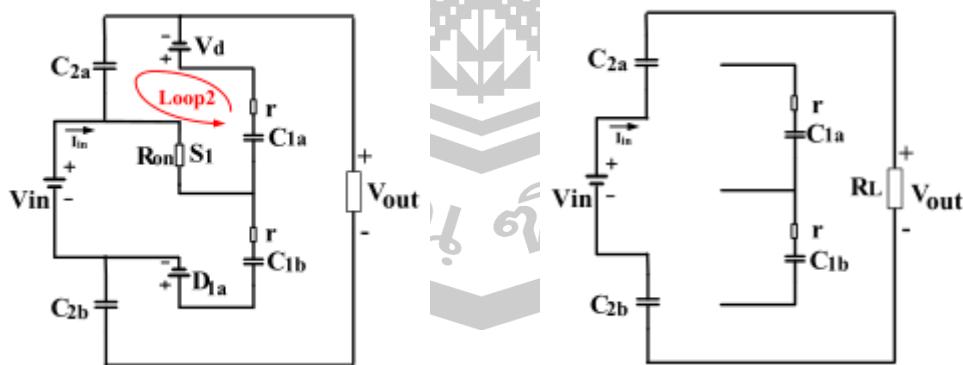 C2a
-
+
Vd
Loop2
r
C1a
Iin
Ron
S1
+
Vin
-
+
Vout
-
r
C1b
-
+
D1a
C2b
C2a
r
C1a
Iin
+
Vin
-
+
RL
Vout
-
r
C1b
C2b